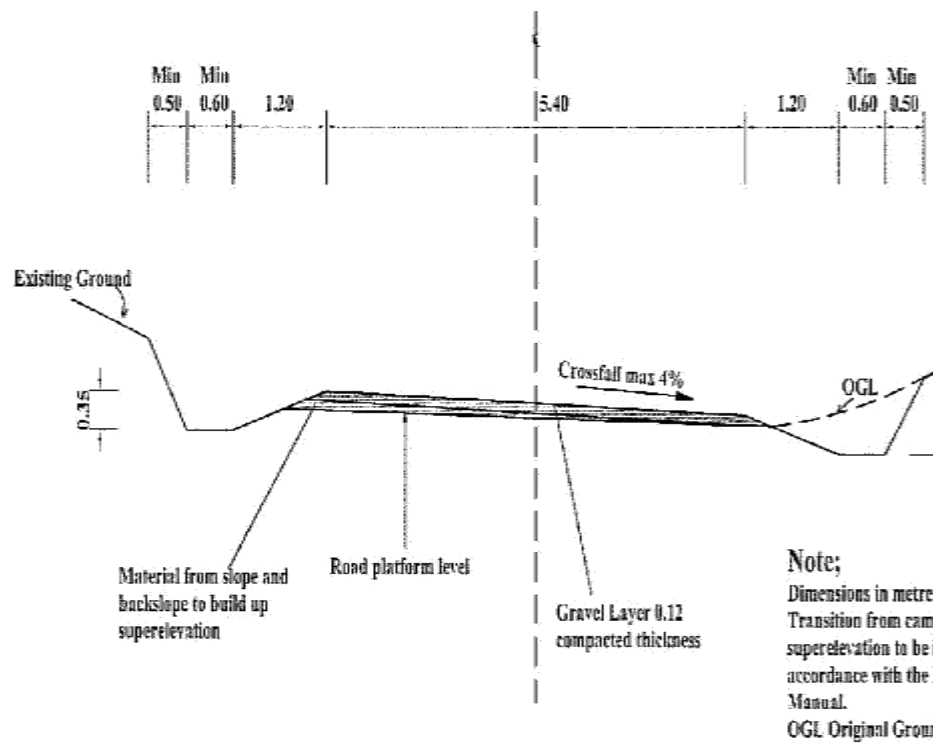 Min Min
0.50 0.60 1.20 5.40 1.20
Min Min
0.60 0.50
Existing Ground
Crossfall max 4%
OGL
0.35
Material from slope and
backslope to build up
superelevation
Road platform level
Gravel Layer 0.12
compacted thickness
Note;
Dimensions in metre
Transition from cam
superelevation to be
accordance with the
Manual.
OGL Original Groun